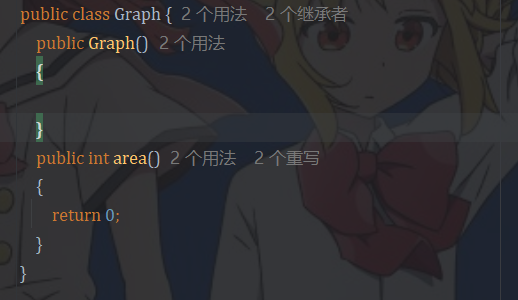 public class Graph {  2 个用法  2 个继承者
public Graph()  2 个用法
{
}
public int area()  2 个用法  2 个重写
{
return 0;
}
}